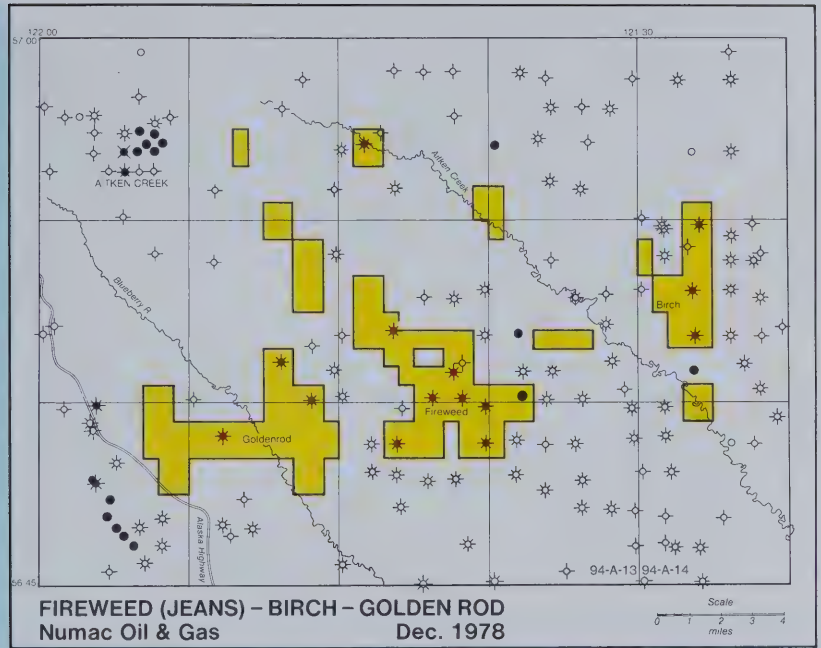 122 00
121 30
57 00
AITKEN CREEK
Aitken Creek
Blueberry R.
Birch
Fireweed
Goldenrod
Alaska Highway
94-A-13 94-A-14
56 45
FIREWEED (JEANS) – BIRCH – GOLDEN ROD
Numac Oil & Gas Dec. 1978
Scale
0 1 2 3 4
miles